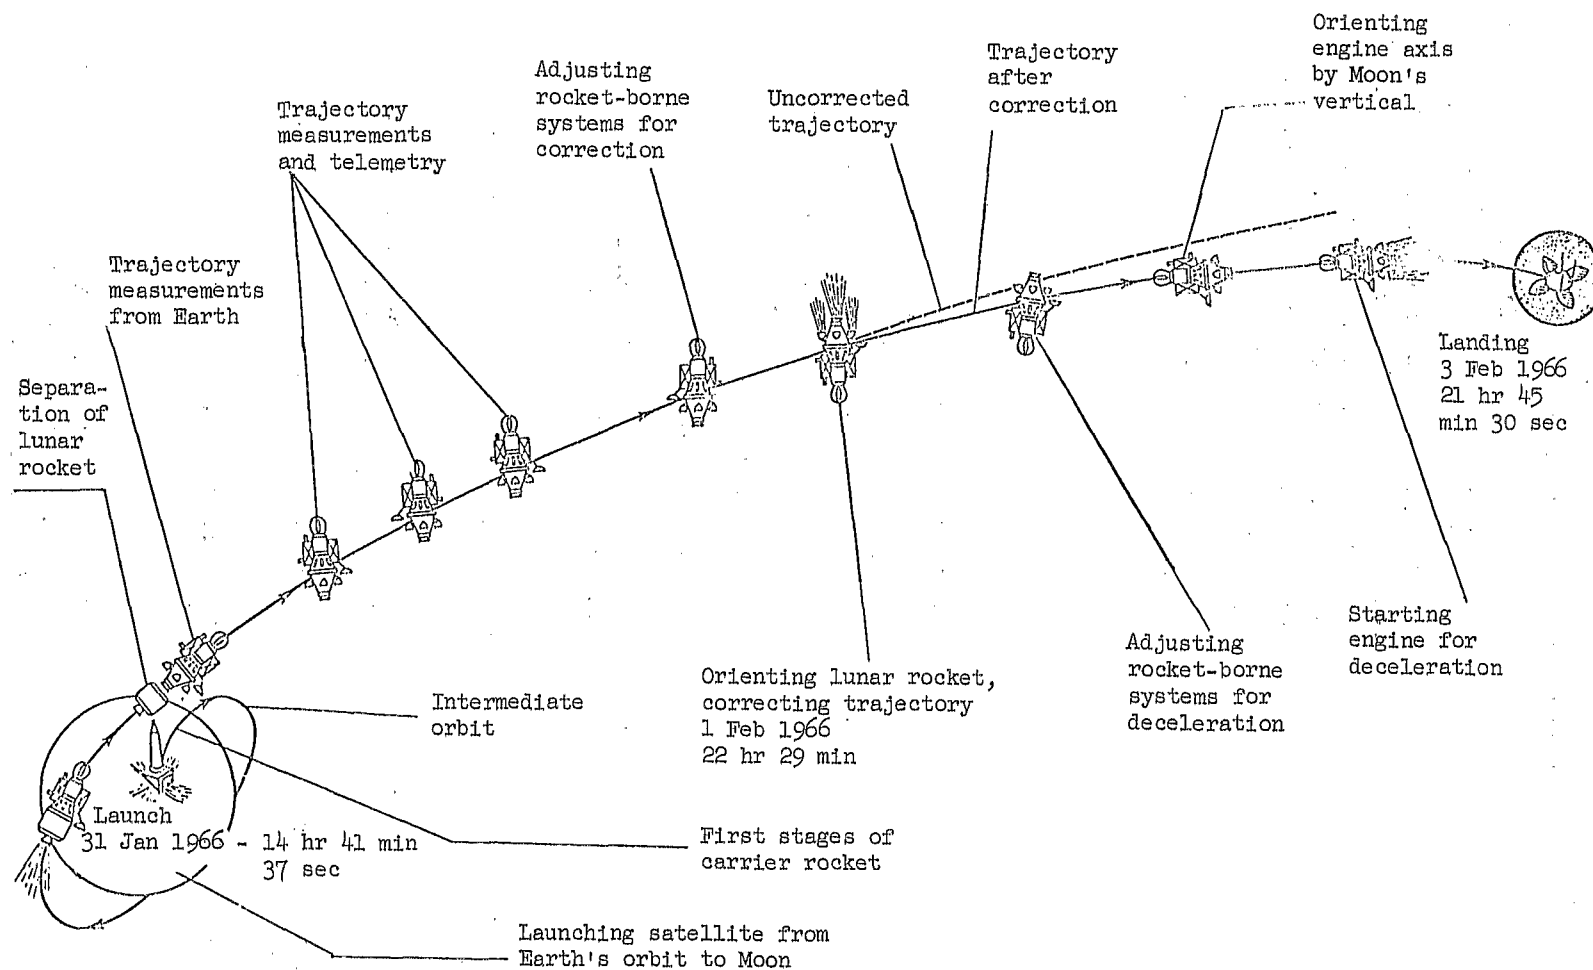 Orienting
engine axis
by Moon's
vertical
Trajectory
after
correction
Adjusting
rocket-borne
systems for
correction
Uncorrected
trajectory
Trajectory
measurements
and telemetry
Trajectory
measurements
from Earth
Separa-
tion of
lunar
rocket
Landing
3 Feb 1966
21 hr 45
min 30 sec
Starting
engine for
deceleration
Adjusting
rocket-borne
systems for
deceleration
Orienting lunar rocket,
correcting trajectory
1 Feb 1966
22 hr 29 min
Intermediate
orbit
Launch
31 Jan 1966 - 14 hr 41 min
37 sec
First stages of
carrier rocket
Launching satellite from
Earth's orbit to Moon